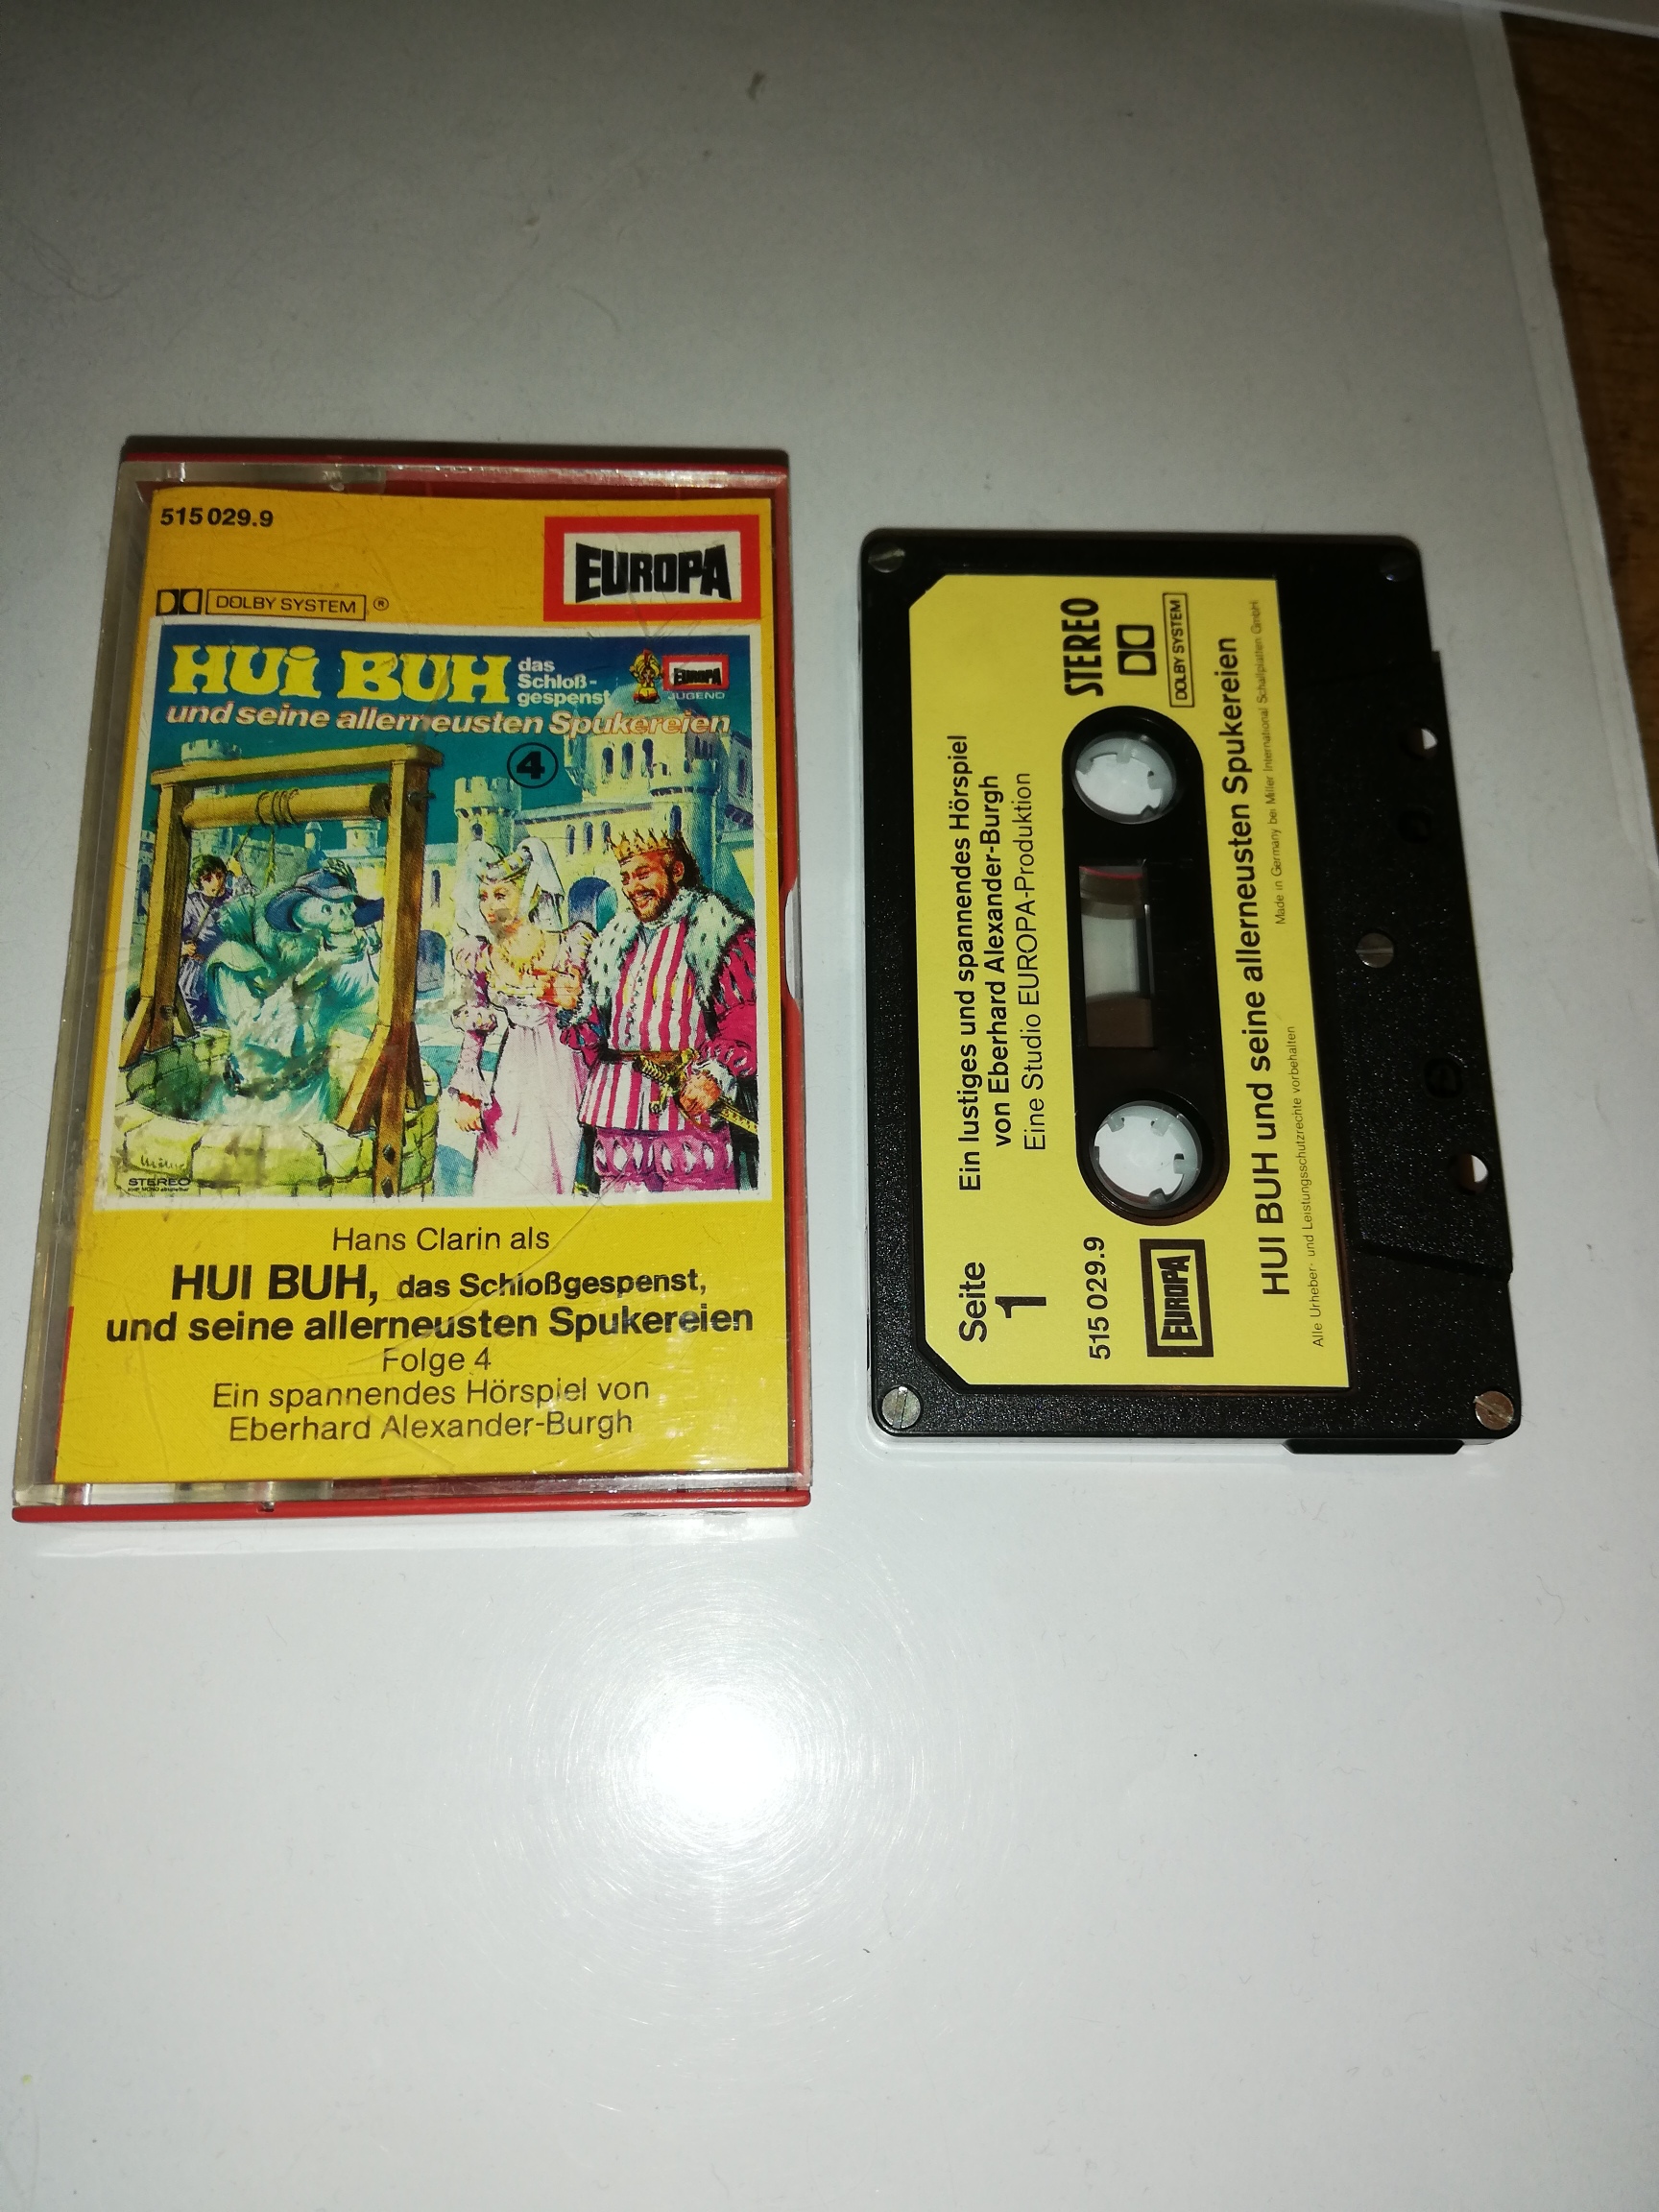 515 029.9
EUROPA
DOLBY SYSTEM ®
HUi BUH das
Schloß-
gespenst
EUROPA
JUGEND
und seine allerneusten Spukereien
4
STEREO
Hans Clarin als
HUI BUH, das Schloßgespenst,
und seine allerneusten Spukereien
Folge 4
Ein spannendes Hörspiel von
Eberhard Alexander-Burgh
Seite
1
Ein lustiges und spannendes Hörspiel
von Eberhard Alexander-Burgh
Eine Studio EUROPA-Produktion
STEREO
DOLBY SYSTEM
515 029.9
EUROPA
HUI BUH und seine allerneusten Spukereien
Made in Germany bei Miller International Schallplatten GmbH
Alle Urheber- und Leistungsschutzrechte vorbehalten